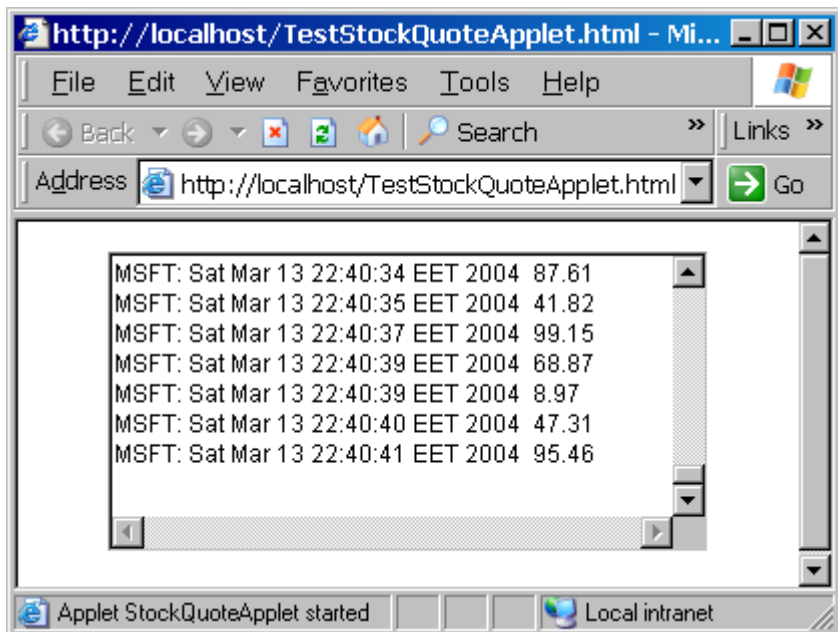 http://localhost/TestStockQuoteApplet.html - Mi...
File Edit View Favorites Tools Help
Back Search » Links »
Address http://localhost/TestStockQuoteApplet.html Go
MSFT: Sat Mar 13 22:40:34 EET 2004 87.61
MSFT: Sat Mar 13 22:40:35 EET 2004 41.82
MSFT: Sat Mar 13 22:40:37 EET 2004 99.15
MSFT: Sat Mar 13 22:40:39 EET 2004 68.87
MSFT: Sat Mar 13 22:40:39 EET 2004 8.97
MSFT: Sat Mar 13 22:40:40 EET 2004 47.31
MSFT: Sat Mar 13 22:40:41 EET 2004 95.46
Applet StockQuoteApplet started Local intranet